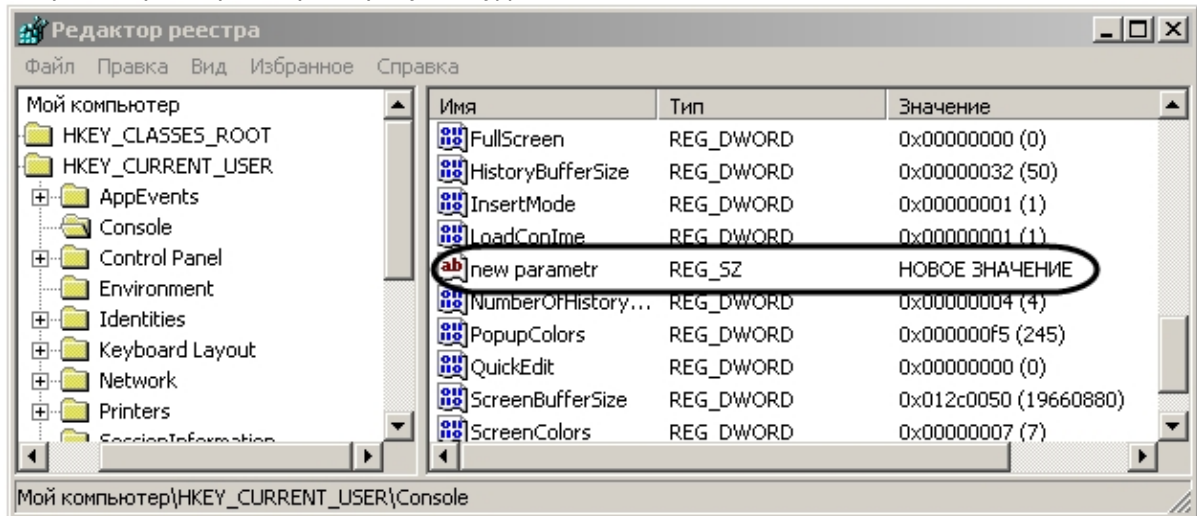 Редактор реестра
Файл Правка Вид Избранное Справка
Мой компьютер
HKEY_CLASSES_ROOT
HKEY_CURRENT_USER
AppEvents
Console
Control Panel
Environment
Identities
Keyboard Layout
Network
Printers
SessionInformation
Имя Тип Значение
FullScreen REG_DWORD 0x00000000 (0)
HistoryBufferSize REG_DWORD 0x00000032 (50)
InsertMode REG_DWORD 0x00000001 (1)
LoadConIme REG_DWORD 0x00000001 (1)
new parametr REG_SZ НОВОЕ ЗНАЧЕНИЕ
NumberOfHistory... REG_DWORD 0x00000004 (4)
PopupColors REG_DWORD 0x000000f5 (245)
QuickEdit REG_DWORD 0x00000000 (0)
ScreenBufferSize REG_DWORD 0x012c0050 (19660880)
ScreenColors REG_DWORD 0x00000007 (7)
Мой компьютер\HKEY_CURRENT_USER\Console